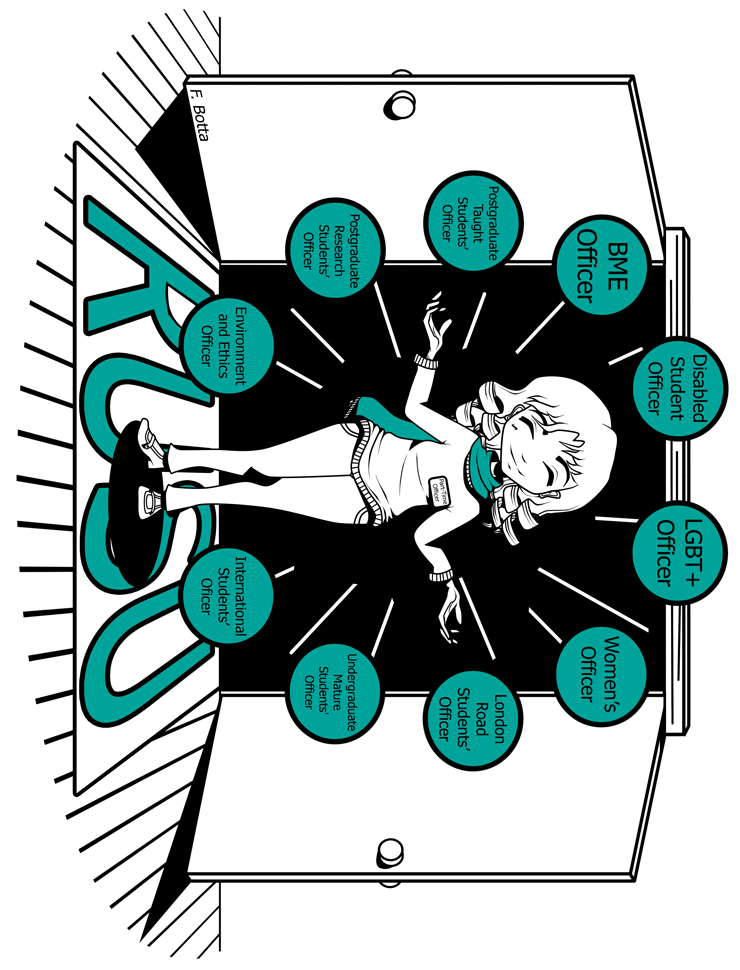 Disabled
Student
Officer
LGBT+
Officer
BME
Officer
Women's
Officer
Postgraduate
Taught
Students'
Officer
London
Road
Students'
Officer
Part-Time
Officer
Postgraduate
Research
Students'
Officer
Undergraduate
Mature
Students'
Officer
Environment
and Ethics
Officer
International
Students'
Oficer
F. Botta
RUSU